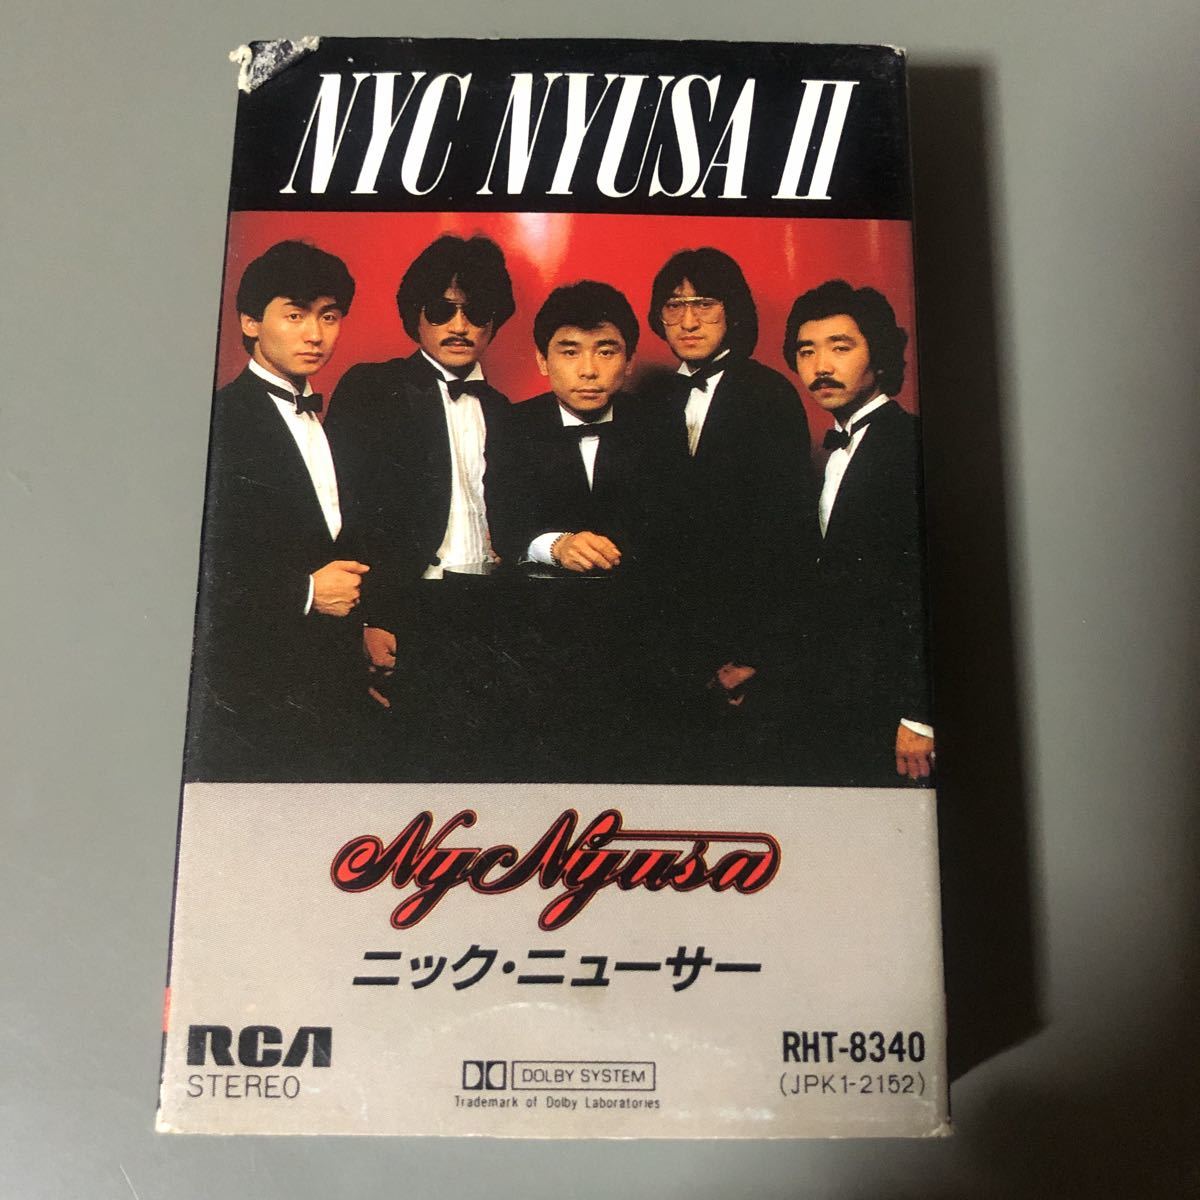 NYC NYUSA II
NycNyusa
ニック・ニューサー
RCA
STEREO
DOLBY SYSTEM
Trademark of Dolby Laboratories
RHT-8340
(JPK1-2152)